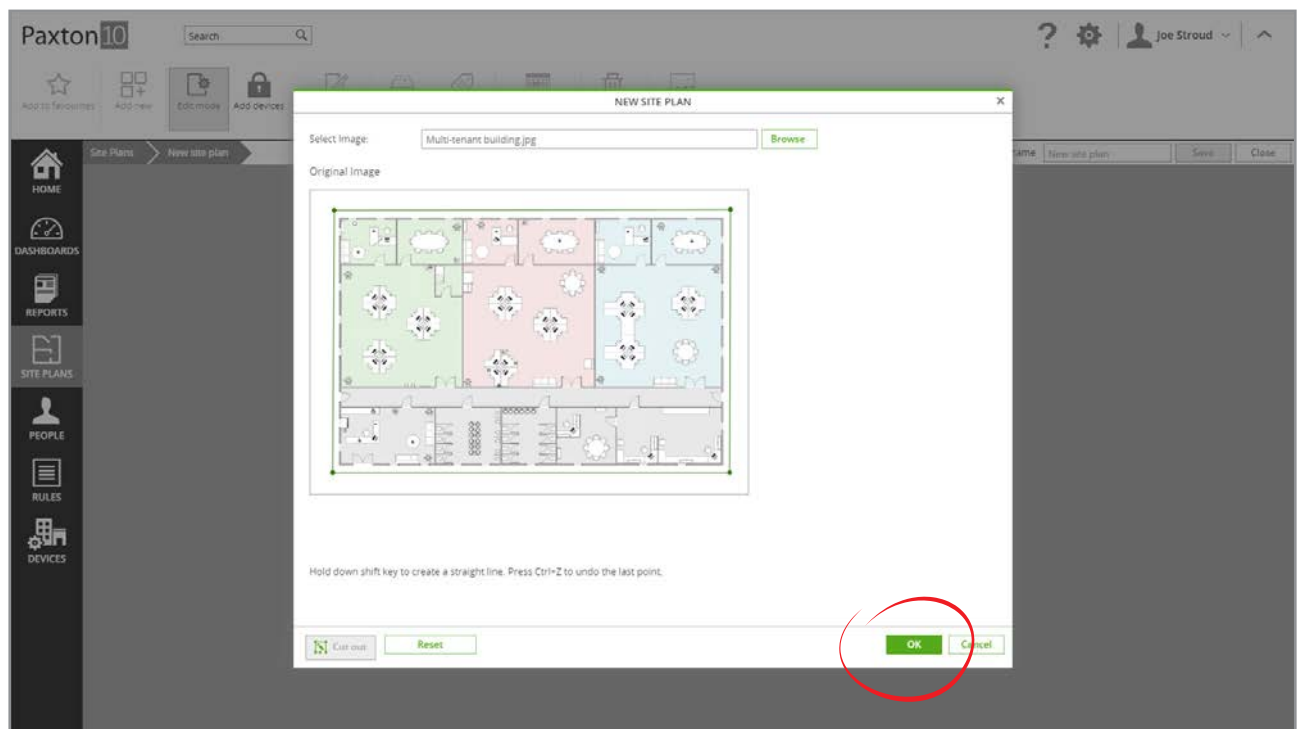 Paxton 10
Search
Joe Stroud
Add to favourites
Add new
Edit mode
Add devices
NEW SITE PLAN
Select Image:
Multi-tenant building.jpg
Browse
Site Plans
New site plan
name
New site plan
Save
Close
Original Image
HOME
DASHBOARDS
REPORTS
SITE PLANS
PEOPLE
RULES
DEVICES
Hold down shift key to create a straight line. Press Ctrl+Z to undo the last point.
Cut out
Reset
OK
Cancel